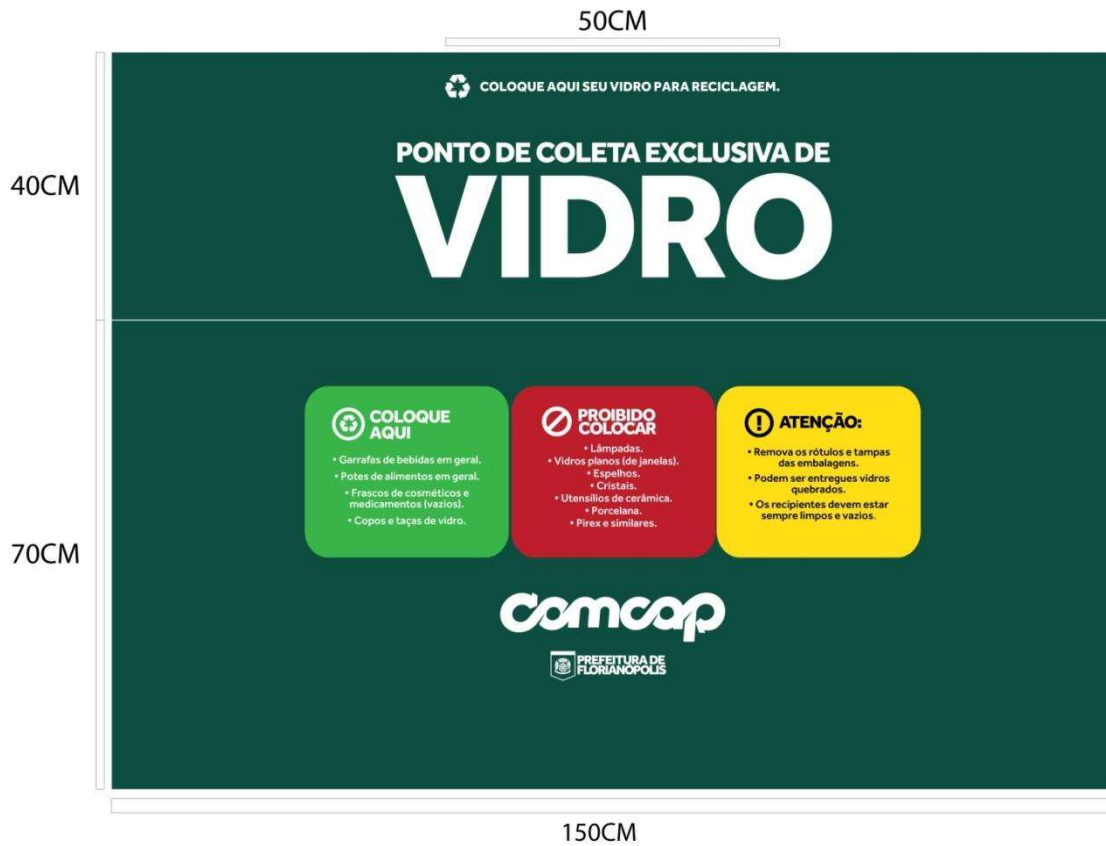 50CM
COLOQUE AQUI SEU VIDRO PARA RECICLAGEM.
40CM
PONTO DE COLETA EXCLUSIVA DE
VIDRO
COLOQUE
AQUI
• Garrafas de bebidas em geral.
• Potes de alimentos em geral.
• Frascos de cosméticos e
medicamentos (vazios).
• Copos e taças de vidro.
PROIBIDO
COLOCAR
• Lâmpadas.
• Vidros planos (de janelas).
• Espelhos.
• Cristais.
• Utensílios de cerâmica.
• Porcelana.
• Pirex e similares.
ATENÇÃO:
• Remova os rótulos e tampas
das embalagens.
• Podem ser entregues vidros
quebrados.
• Os recipientes devem estar
sempre limpos e vazios.
70CM
comcap
PREFEITURA DE
FLORIANÓPOLIS
150CM